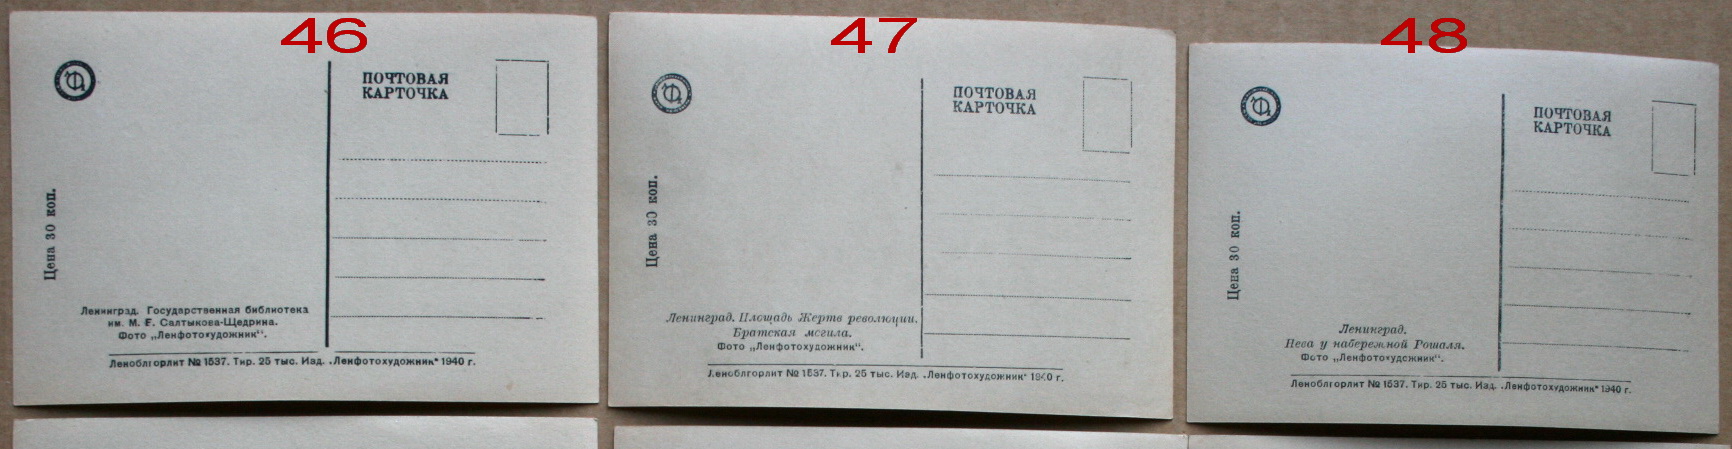 46
ПОЧТОВАЯ
КАРТОЧКА
Цена 30 коп.
Ленинград. Государственная библиотека
им. М. Е. Салтыкова-Щедрина.
Фото „Ленфотохудожник“.
Леноблгорлит № 1537. Тир. 25 тыс. Изд. „Ленфотохудожник“ 1940 г.
47
ПОЧТОВАЯ
КАРТОЧКА
Цена 30 коп.
Ленинград. Площадь Жертв революции.
Братская могила.
Фото „Ленфотохудожник“.
Леноблгорлит № 1537. Тир. 25 тыс. Изд. „Ленфотохудожник“ 1940 г.
48
ПОЧТОВАЯ
КАРТОЧКА
Цена 30 коп.
Ленинград.
Нева у набережной Рошаля.
Фото „Ленфотохудожник“.
Леноблгорлит № 1537. Тир. 25 тыс. Изд. „Ленфотохудожник“ 1940 г.